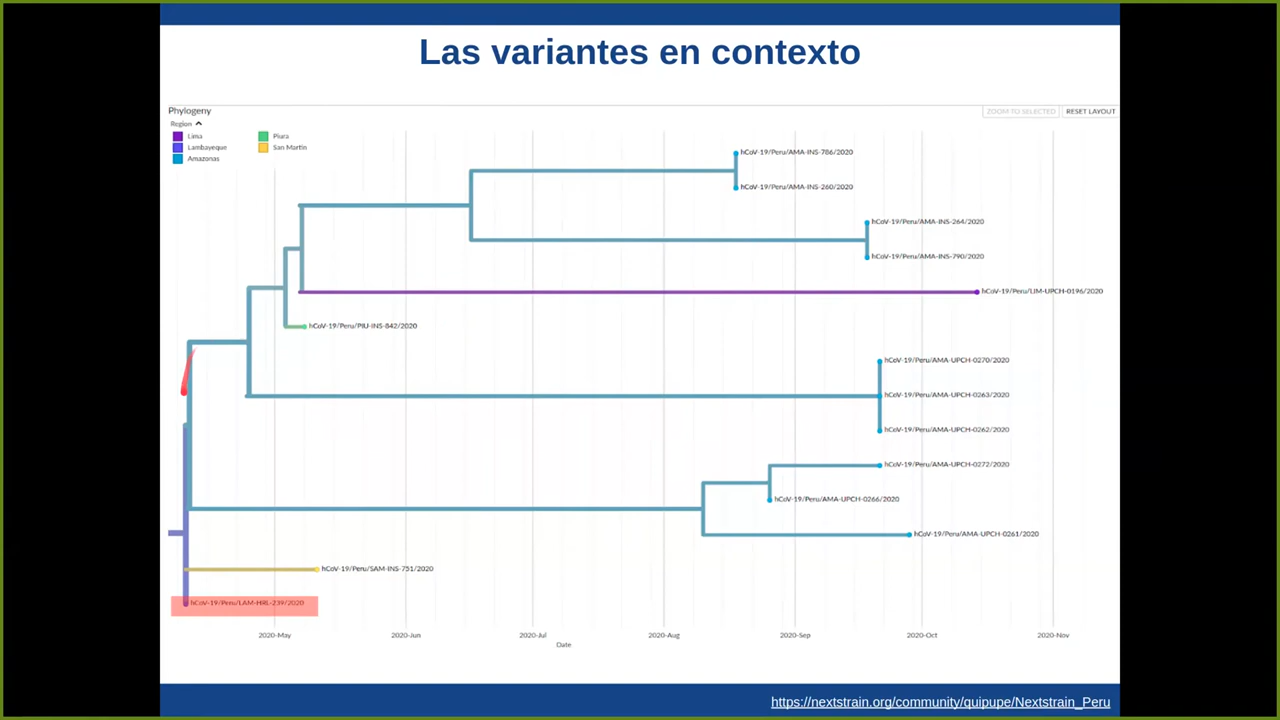 Las variantes en contexto
Phylogeny
ZOOM TO SELECTED
RESET LAYOUT
Region
Lima
Piura
Lambayeque
San Martin
Amazonas
hCoV-19/Peru/AMA-INS-786/2020
hCoV-19/Peru/AMA-INS-260/2020
hCoV-19/Peru/AMA-INS-264/2020
hCoV-19/Peru/AMA-INS-790/2020
hCoV-19/Peru/LIM-UPCH-0196/2020
hCoV-19/Peru/PIU-INS-842/2020
hCoV-19/Peru/AMA-UPCH-0270/2020
hCoV-19/Peru/AMA-UPCH-0263/2020
hCoV-19/Peru/AMA-UPCH-0262/2020
hCoV-19/Peru/AMA-UPCH-0272/2020
hCoV-19/Peru/AMA-UPCH-0266/2020
hCoV-19/Peru/AMA-UPCH-0261/2020
hCoV-19/Peru/SAM-INS-751/2020
hCoV-19/Peru/LAM-HRL-239/2020
2020-May 2020-Jun 2020-Jul 2020-Aug 2020-Sep 2020-Oct 2020-Nov
Date
https://nextstrain.org/community/quipupe/Nextstrain_Peru